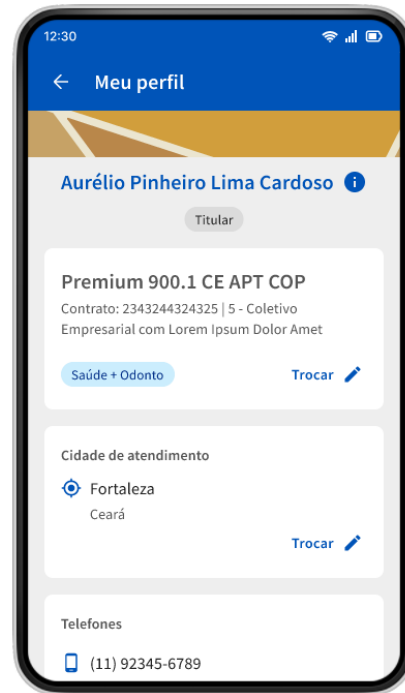 12:30
Meu perfil
Aurélio Pinheiro Lima Cardoso
Titular
Premium 900.1 CE APT COP
Contrato: 2343244324325 | 5 - Coletivo
Empresarial com Lorem Ipsum Dolor Amet
Saúde + Odonto
Trocar
Cidade de atendimento
Fortaleza
Ceará
Trocar
Telefones
(11) 92345-6789